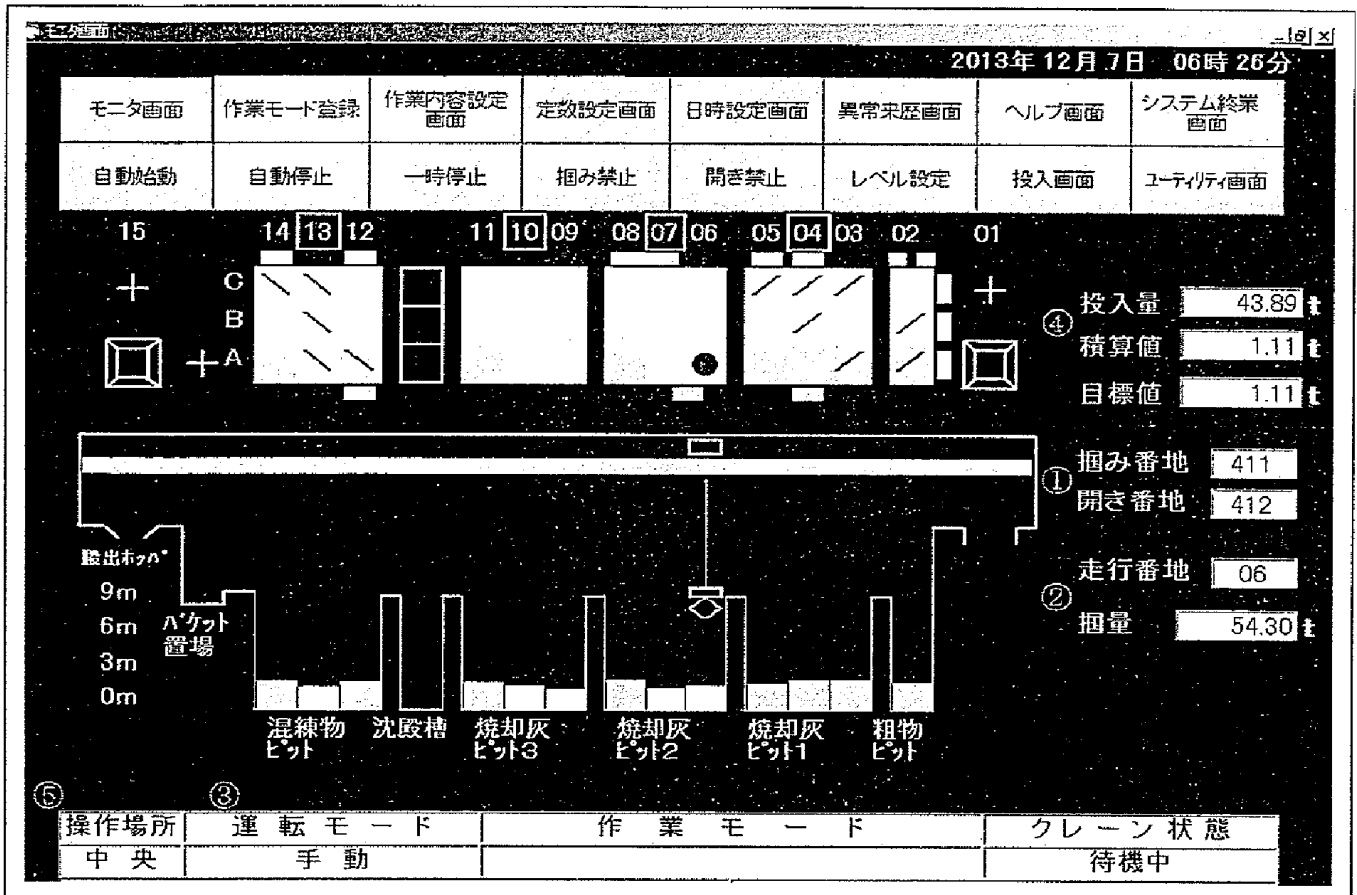 モニタ画面
2013年 12月 7日 06時 26分
モニタ画面 作業モード登録 作業内容設定画面 定数設定画面 日時設定画面 異常来歴画面 ヘルプ画面 システム終業画面
自動始動 自動停止 一時停止 掴み禁止 開き禁止 レベル設定 投入画面 ユーティリティ画面
15 14 13 12 11 10 09 08 07 06 05 04 03 02 01
C
B
A
④ 投入量 43.89 t
積算値 1.11 t
目標値 1.11 t
① 掴み番地 411
開き番地 412
② 走行番地 06
掴量 54.30 t
搬出ホッパ
9m
6m
3m
0m
バケット
置場
混練物
ピット
沈殿槽
焼却灰
ピット3
焼却灰
ピット2
焼却灰
ピット1
粗物
ピット
⑤ ③
操作場所 運転モード 作業モード クレーン状態
中央 手動 待機中